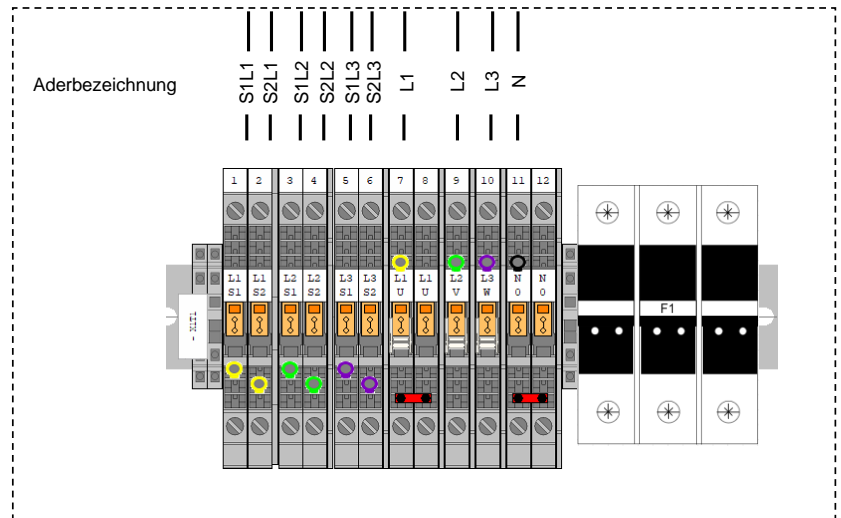 S1L1 S2L1 S1L2 S2L2 S1L3 S2L3 L1 L2 L3 N
Aderbezeichnung
1 2 3 4 5 6 7 8 9 10 11 12
L1 L1 L2 L2 L3 L3 L1 L1 L2 L3 N N
S1 S2 S1 S2 S1 S2 U U V W 0 0
F1
- X1T1